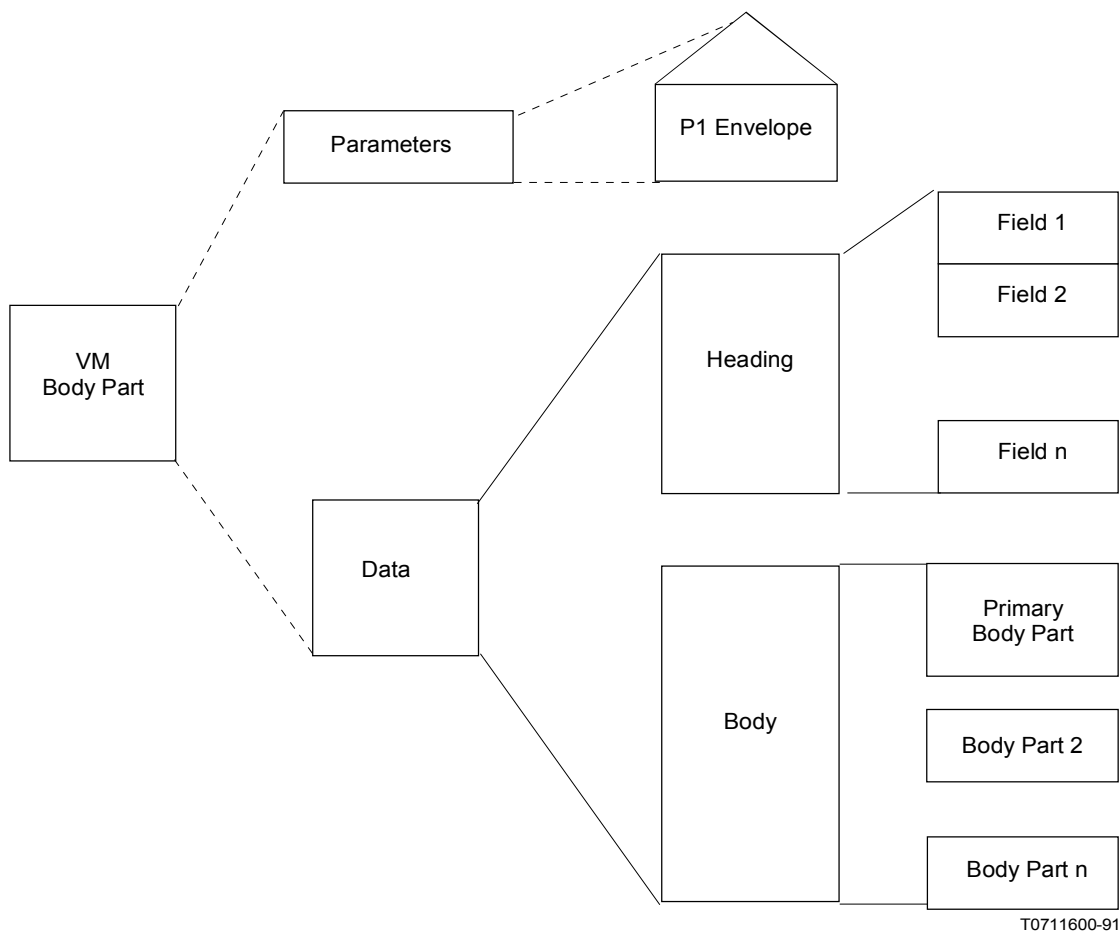 P1 Envelope
Parameters
Field 1
Field 2
VM
Body Part
Heading
Field n
Data
Primary
Body Part
Body
Body Part 2
Body Part n
T0711600-91